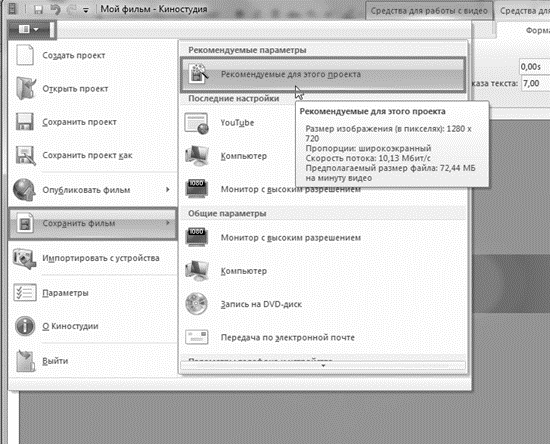 Мой фильм - Киностудия
Средства для работы с видео
Средства для
Форма
Создать проект
Открыть проект
Сохранить проект
Сохранить проект как
Опубликовать фильм
Сохранить фильм
Импортировать с устройства
Параметры
О Киностудии
Выйти
Рекомендуемые параметры
Рекомендуемые для этого проекта
Последние настройки
YouTube
Компьютер
Монитор с высоким разрешением
Общие параметры
Монитор с высоким разрешением
Компьютер
Запись на DVD-диск
Передача по электронной почте
Рекомендуемые для этого проекта
Размер изображения (в пикселях): 1280 x
720
Пропорции: широкоэкранный
Скорость потока: 10,13 Мбит/с
Предполагаемый размер файла: 72,44 МБ
на минуту видео
0,00s
каза текста: 7,00